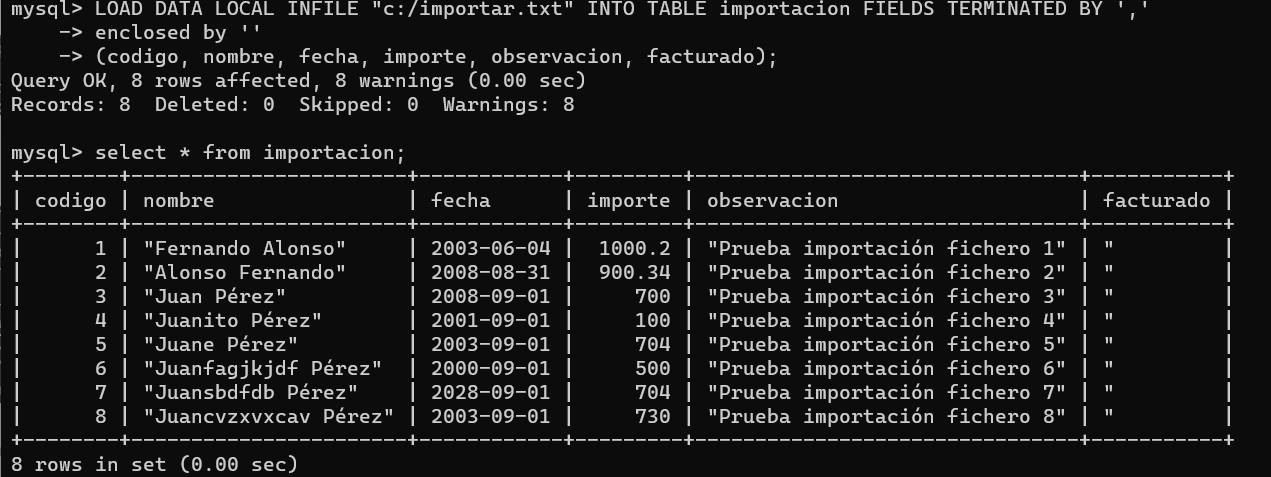 mysql> LOAD DATA LOCAL INFILE "c:/importar.txt" INTO TABLE importacion FIELDS TERMINATED BY ','
    -> enclosed by ''
    -> (codigo, nombre, fecha, importe, observacion, facturado);
Query OK, 8 rows affected, 8 warnings (0.00 sec)
Records: 8  Deleted: 0  Skipped: 0  Warnings: 8
mysql> select * from importacion;
+--------+-----------------------+------------+---------+--------------------------------+-----------+
| codigo | nombre                | fecha      | importe | observacion                    | facturado |
+--------+-----------------------+------------+---------+--------------------------------+-----------+
|      1 | "Fernando Alonso"     | 2003-06-04 |  1000.2 | "Prueba importación fichero 1" | "         |
|      2 | "Alonso Fernando"     | 2008-08-31 |  900.34 | "Prueba importación fichero 2" | "         |
|      3 | "Juan Pérez"          | 2008-09-01 |     700 | "Prueba importación fichero 3" | "         |
|      4 | "Juanito Pérez"       | 2001-09-01 |     100 | "Prueba importación fichero 4" | "         |
|      5 | "Juane Pérez"         | 2003-09-01 |     704 | "Prueba importación fichero 5" | "         |
|      6 | "Juanfagjkjdf Pérez"  | 2000-09-01 |     500 | "Prueba importación fichero 6" | "         |
|      7 | "Juansbdfdb Pérez"    | 2028-09-01 |     704 | "Prueba importación fichero 7" | "         |
|      8 | "Juancvzxvxcav Pérez" | 2003-09-01 |     730 | "Prueba importación fichero 8" | "         |
+--------+-----------------------+------------+---------+--------------------------------+-----------+
8 rows in set (0.00 sec)